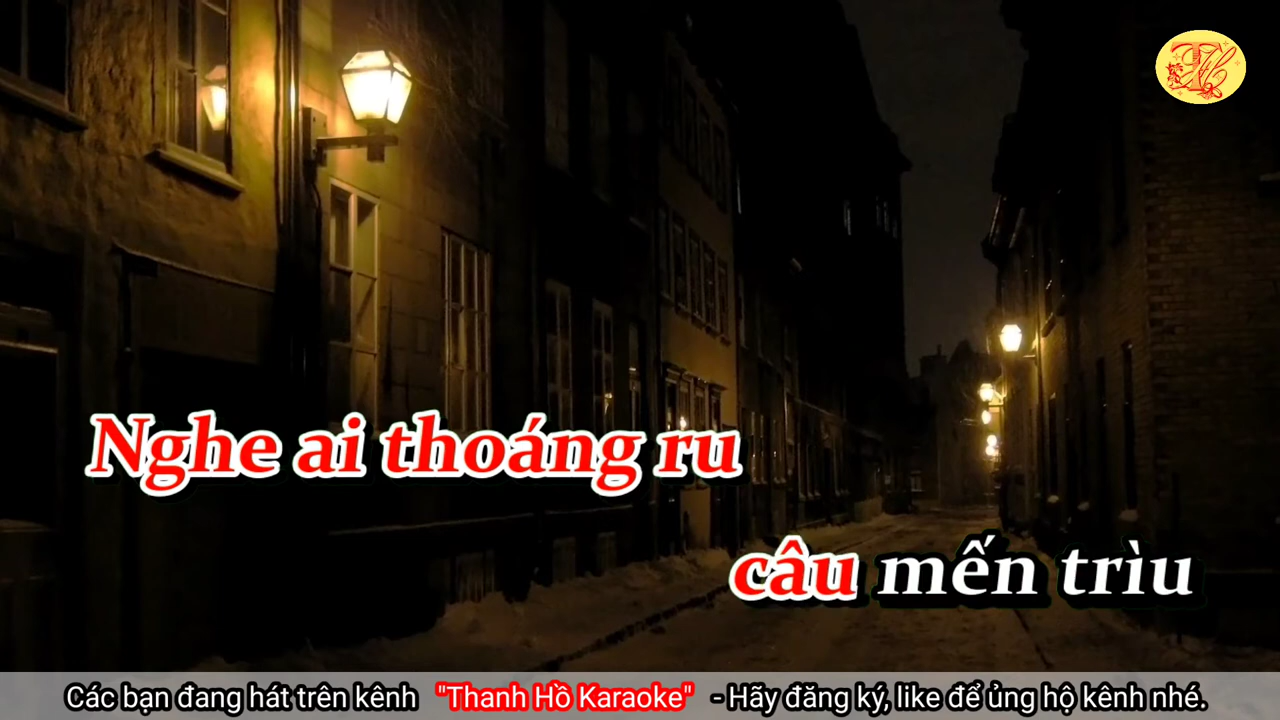 Nghe ai thoáng ru
câu mến trìu
Các bạn đang hát trên kênh "Thanh Hồ Karaoke" - Hãy đăng ký, like để ủng hộ kênh nhé.